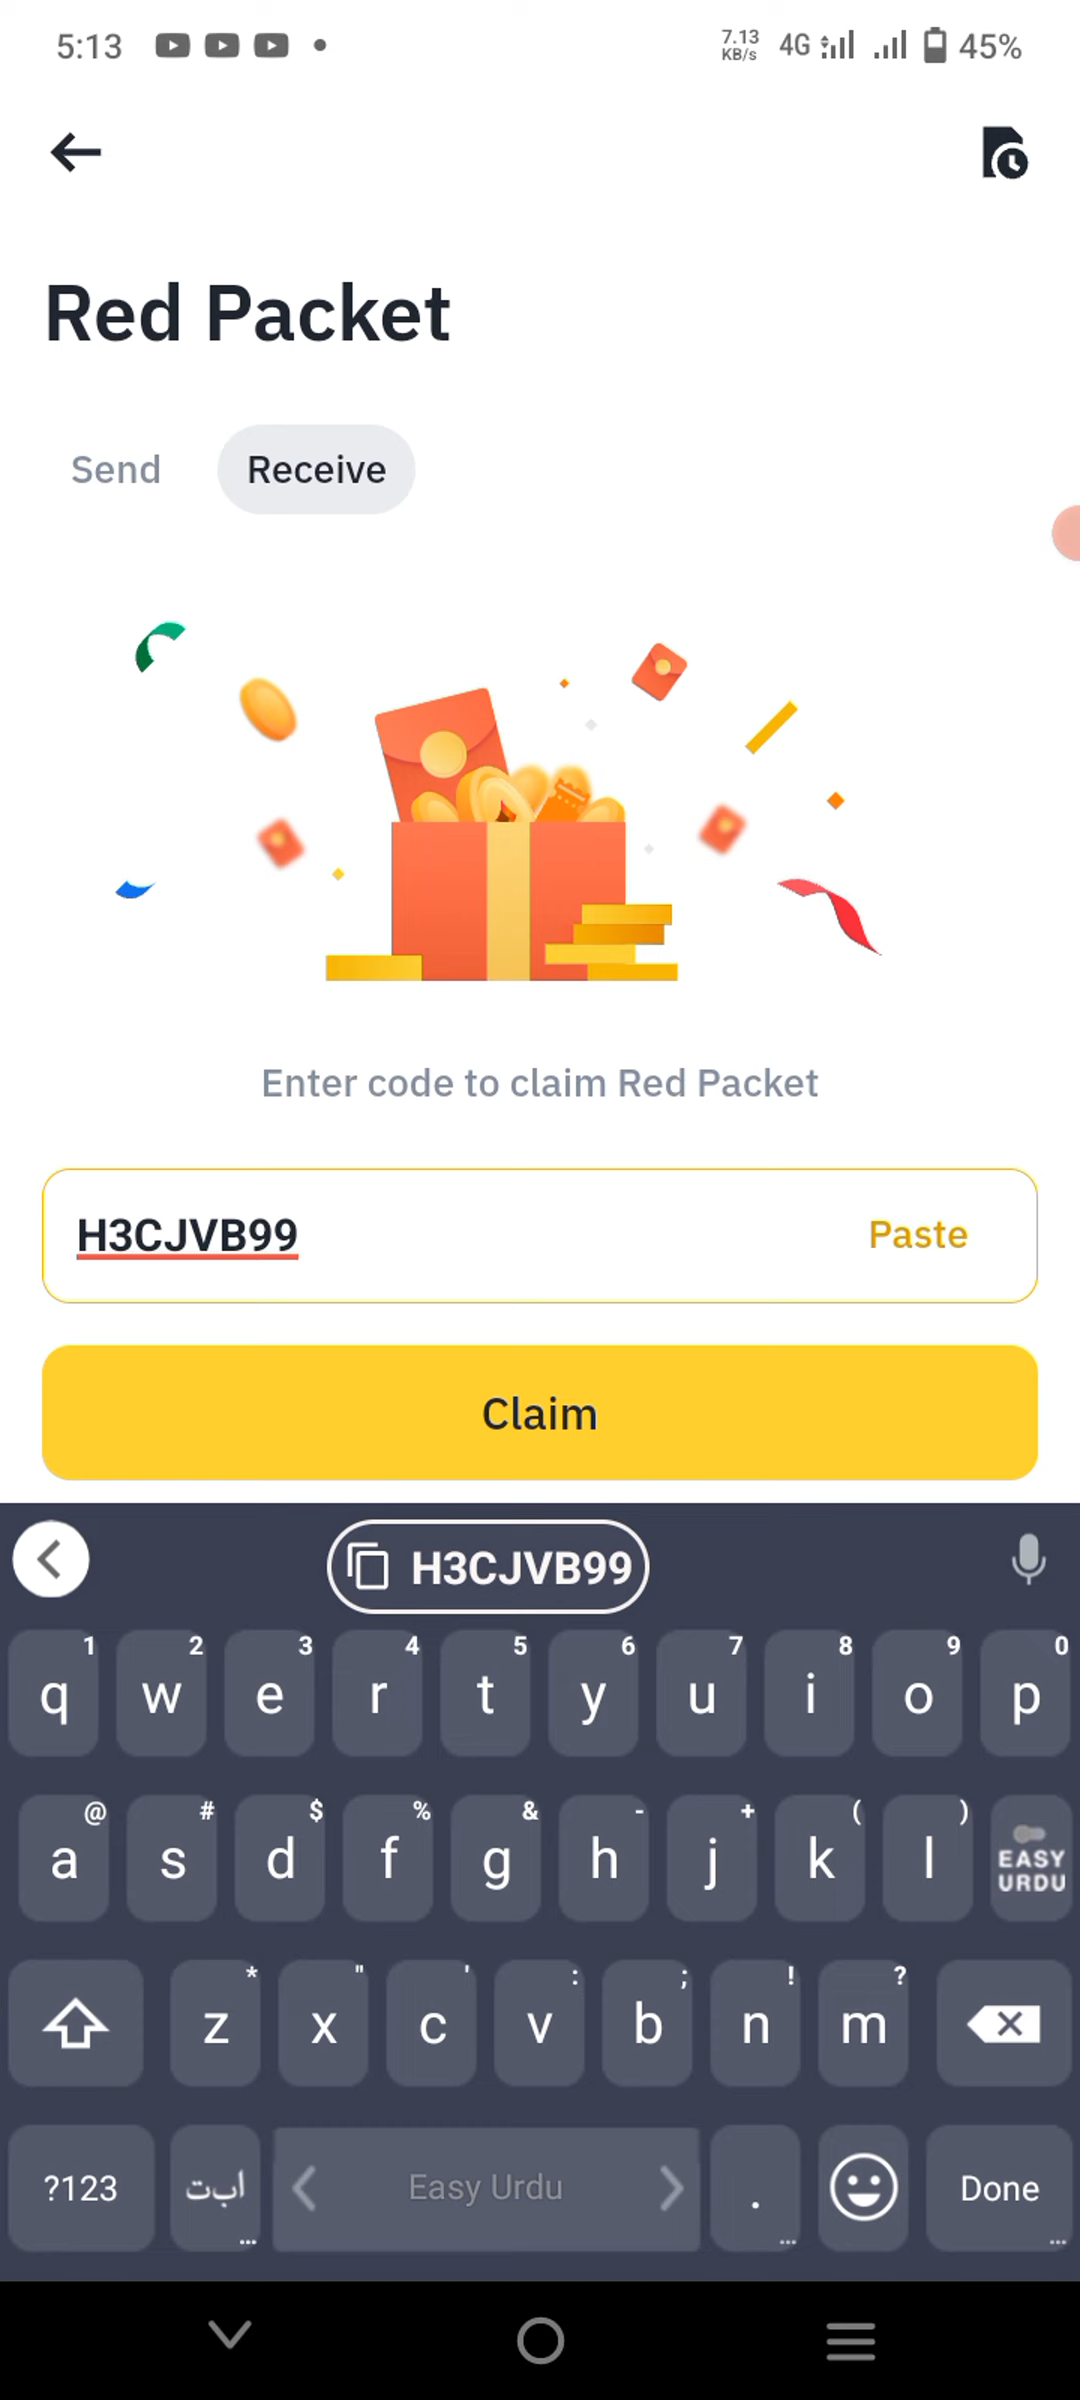 5:13 7.13 KB/s 4G 45%
Red Packet
Send Receive
Enter code to claim Red Packet
H3CJVB99 Paste
Claim
H3CJVB99
1 2 3 4 5 6 7 8 9 0
q w e r t y u i o p
@ # $ % & - + ( )
a s d f g h j k l EASY URDU
* " ' : ; ! ?
z x c v b n m
?123 ابت Easy Urdu . Done